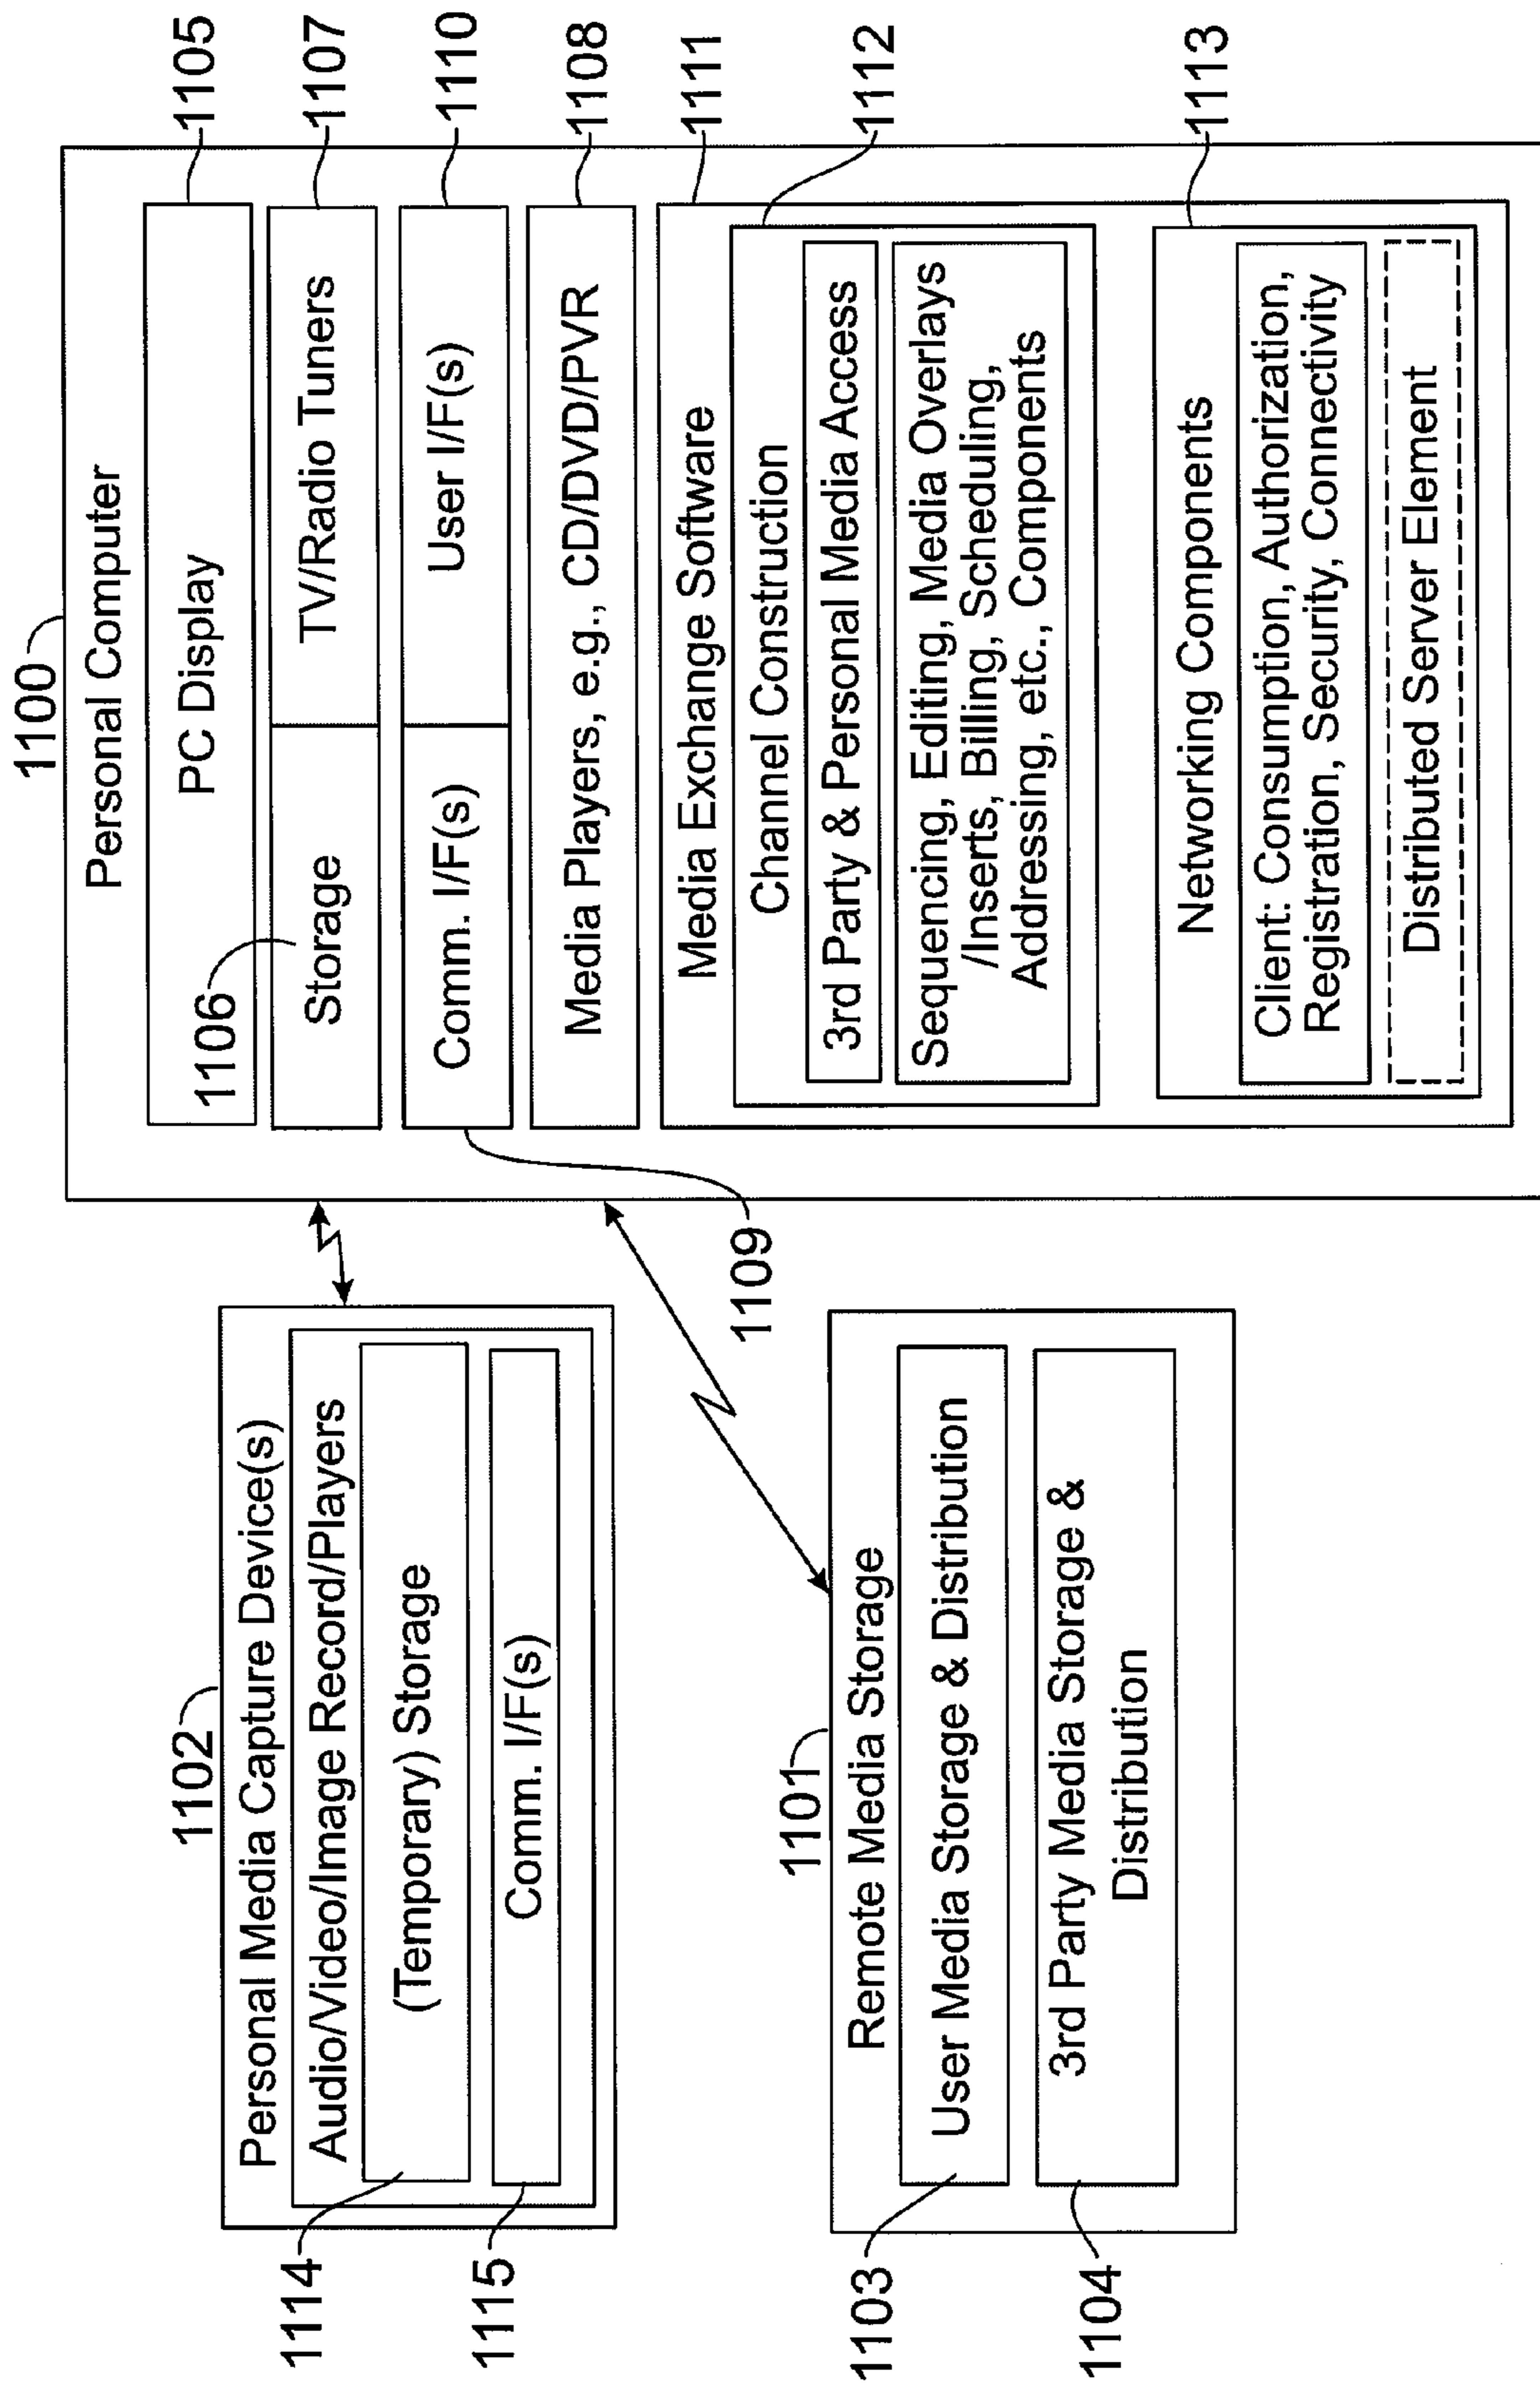 1102
Personal Media Capture Device(s)
Audio/Video/Image Record/Players
(Temporary) Storage
1114
Comm. I/F(s)
1115
1101
Remote Media Storage
User Media Storage & Distribution
1103
3rd Party Media Storage &
Distribution
1104
1100
Personal Computer
PC Display
1105
1106
Storage
TV/Radio Tuners
1107
Comm. I/F(s)
User I/F(s)
1110
1109
Media Players, e.g., CD/DVD/PVR
1108
Media Exchange Software
1111
Channel Construction
1112
3rd Party & Personal Media Access
Sequencing, Editing, Media Overlays
/Inserts, Billing, Scheduling,
Addressing, etc., Components
Networking Components
1113
Client: Consumption, Authorization,
Registration, Security, Connectivity
Distributed Server Element